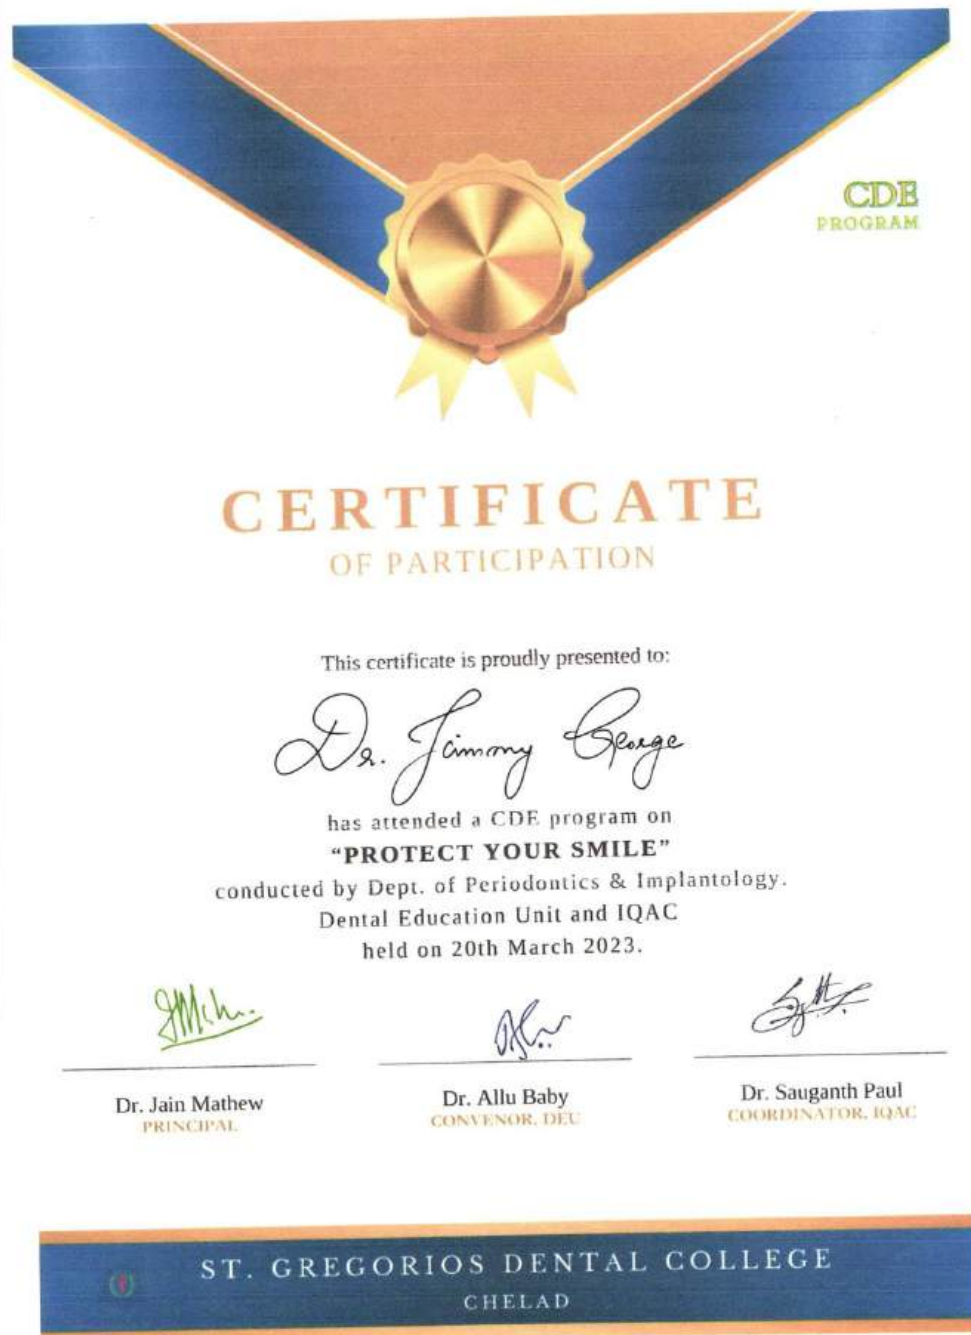 CDE
PROGRAM
CERTIFICATE
OF PARTICIPATION
This certificate is proudly presented to:
Dr. Jimmy George
has attended a CDE program on
“PROTECT YOUR SMILE”
conducted by Dept. of Periodontics & Implantology.
Dental Education Unit and IQAC
held on 20th March 2023.
Dr. Jain Mathew
PRINCIPAL
Dr. Allu Baby
CONVENOR, DEU
Dr. Sauganth Paul
COORDINATOR, IQAC
ST. GREGORIOS DENTAL COLLEGE
CHELAD